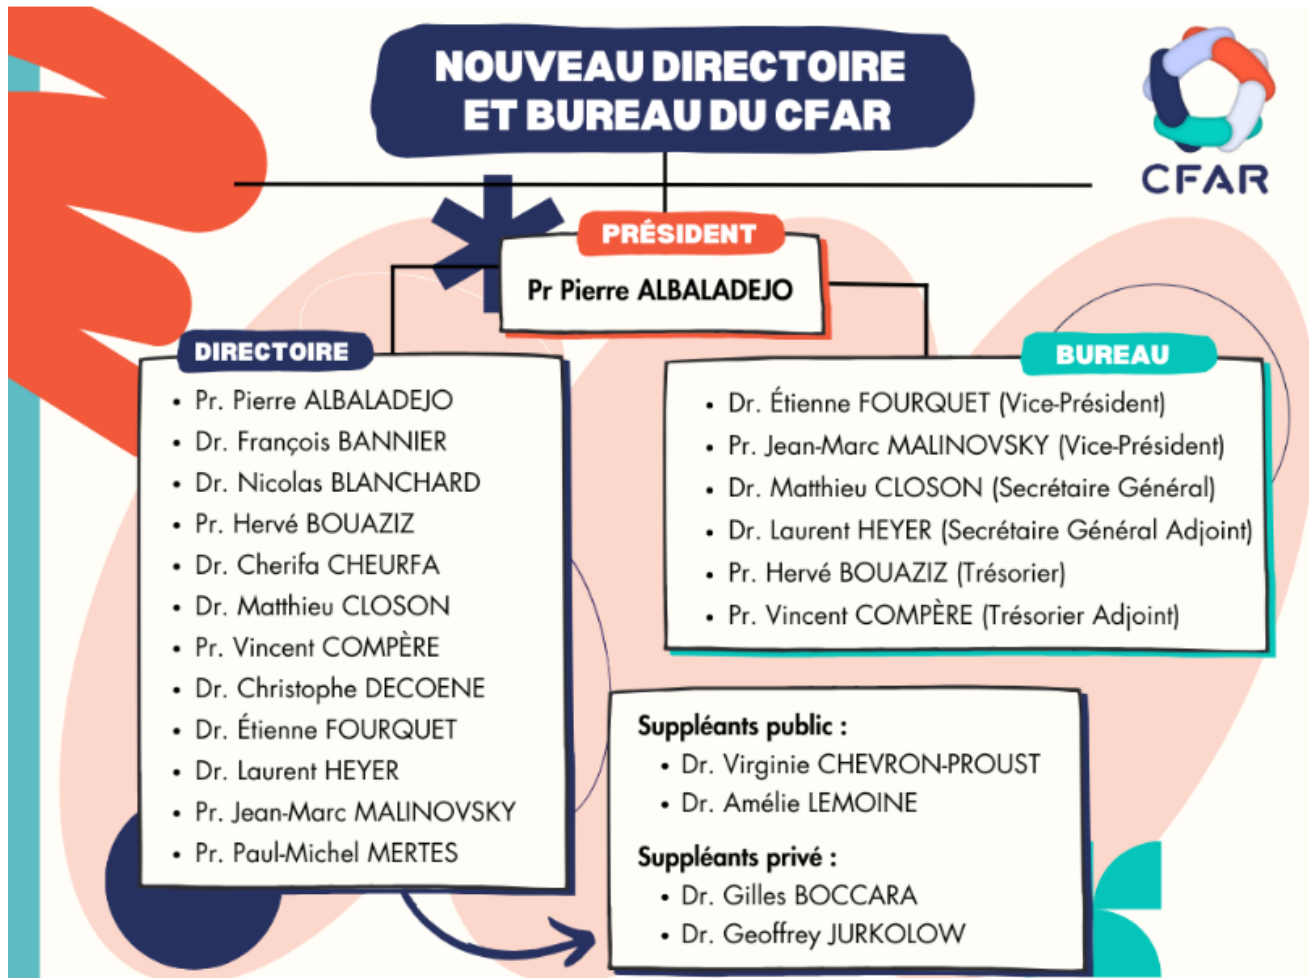 NOUVEAU DIRECTOIRE
ET BUREAU DU CFAR
CFAR
PRÉSIDENT
Pr Pierre ALBALADEJO
DIRECTOIRE
• Pr. Pierre ALBALADEJO
• Dr. François BANNIER
• Dr. Nicolas BLANCHARD
• Pr. Hervé BOUAZIZ
• Dr. Cherifa CHEURFA
• Dr. Matthieu CLOSON
• Pr. Vincent COMPÈRE
• Dr. Christophe DECOENE
• Dr. Étienne FOURQUET
• Dr. Laurent HEYER
• Pr. Jean-Marc MALINOVSKY
• Pr. Paul-Michel MERTES
BUREAU
• Dr. Étienne FOURQUET (Vice-Président)
• Pr. Jean-Marc MALINOVSKY (Vice-Président)
• Dr. Matthieu CLOSON (Secrétaire Général)
• Dr. Laurent HEYER (Secrétaire Général Adjoint)
• Pr. Hervé BOUAZIZ (Trésorier)
• Pr. Vincent COMPÈRE (Trésorier Adjoint)
Suppléants public :
• Dr. Virginie CHEVRON-PROUST
• Dr. Amélie LEMOINE
Suppléants privé :
• Dr. Gilles BOCCARA
• Dr. Geoffrey JURKOLOW